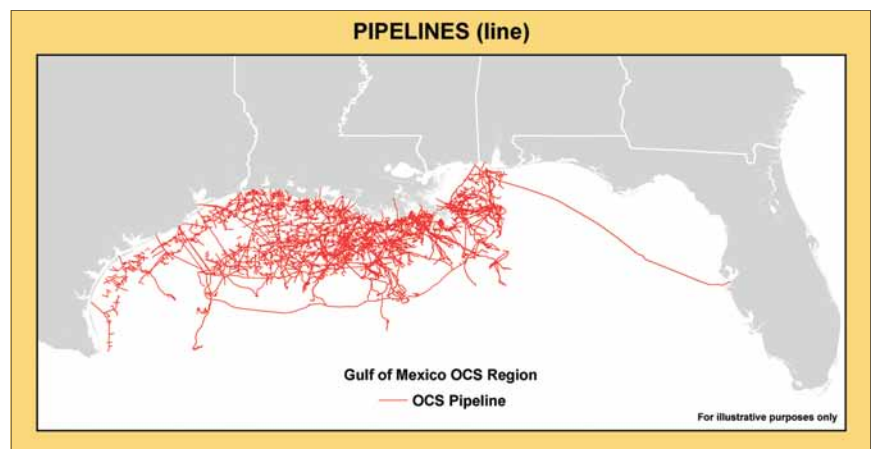 PIPELINES (line)
Gulf of Mexico OCS Region
OCS Pipeline
For illustrative purposes only